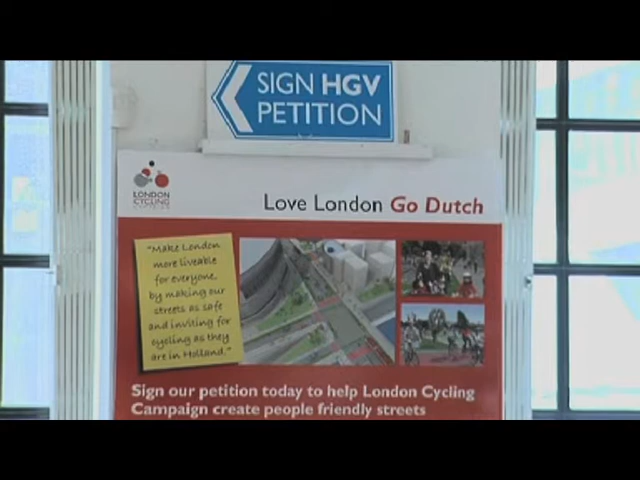 SIGN HGV
PETITION
LONDON
CYCLING
Love London Go Dutch
"Make London
more liveable
for everyone,
by making our
streets as safe
and inviting for
cycling as they
are in Holland."
Sign our petition today to help London Cycling
Campaign create people friendly streets